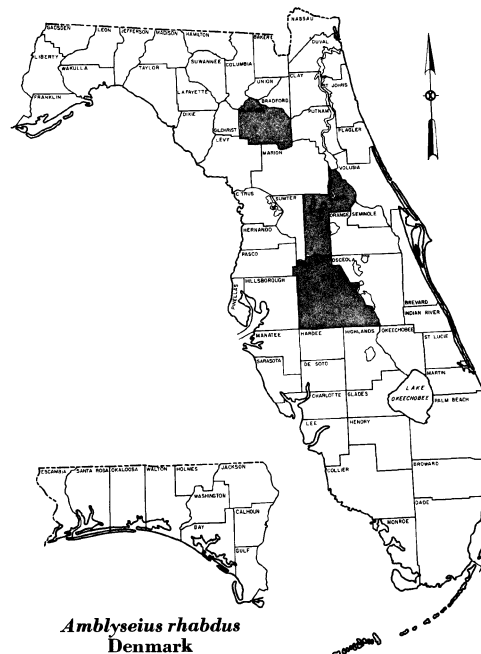 NASSAU
GADSDEN LEON JEFFERSON MADISON HAMILTON BAKER
DUVAL
LIBERTY WAKULLA TAYLOR SUWANNEE COLUMBIA
UNION CLAY ST JOHNS
FRANKLIN LAFAYETTE BRADFORD
DIXIE GILCHRIST PUTNAM
LEVY FLAGLER
MARION
VOLUSIA
CITRUS SUMTER
ORANGE SEMINOLE
HERNANDO
PASCO OSCEOLA
HILLSBOROUGH
PINELLAS BREVARD
INDIAN RIVER
MANATEE HARDEE HIGHLANDS OKEECHOBEE
ST LUCIE
SARASOTA DE SOTO
MARTIN
CHARLOTTE GLADES LAKE
OKEECHOBEE PALM BEACH
LEE HENDRY
COLLIER BROWARD
DADE
MONROE
ESCAMBIA SANTA ROSA OKALOOSA WALTON HOLMES JACKSON
WASHINGTON
BAY CALHOUN
GULF
Amblyseius rhabdus
Denmark